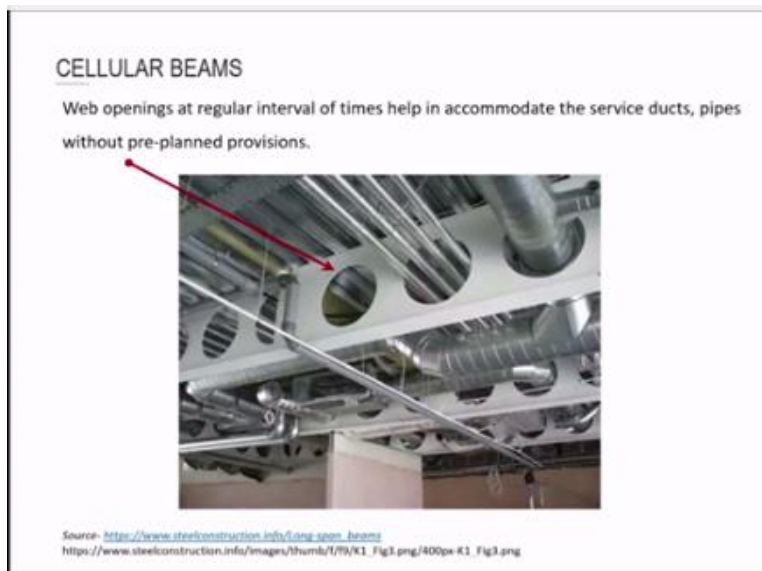 CELLULAR BEAMS
Web openings at regular interval of times help in accommodate the service ducts, pipes
without pre-planned provisions.
Source- https://www.steelconstruction.info/Long-span_beams
https://www.steelconstruction.info/images/thumb/f/f9/K1_Fig3.png/400px-K1_Fig3.png